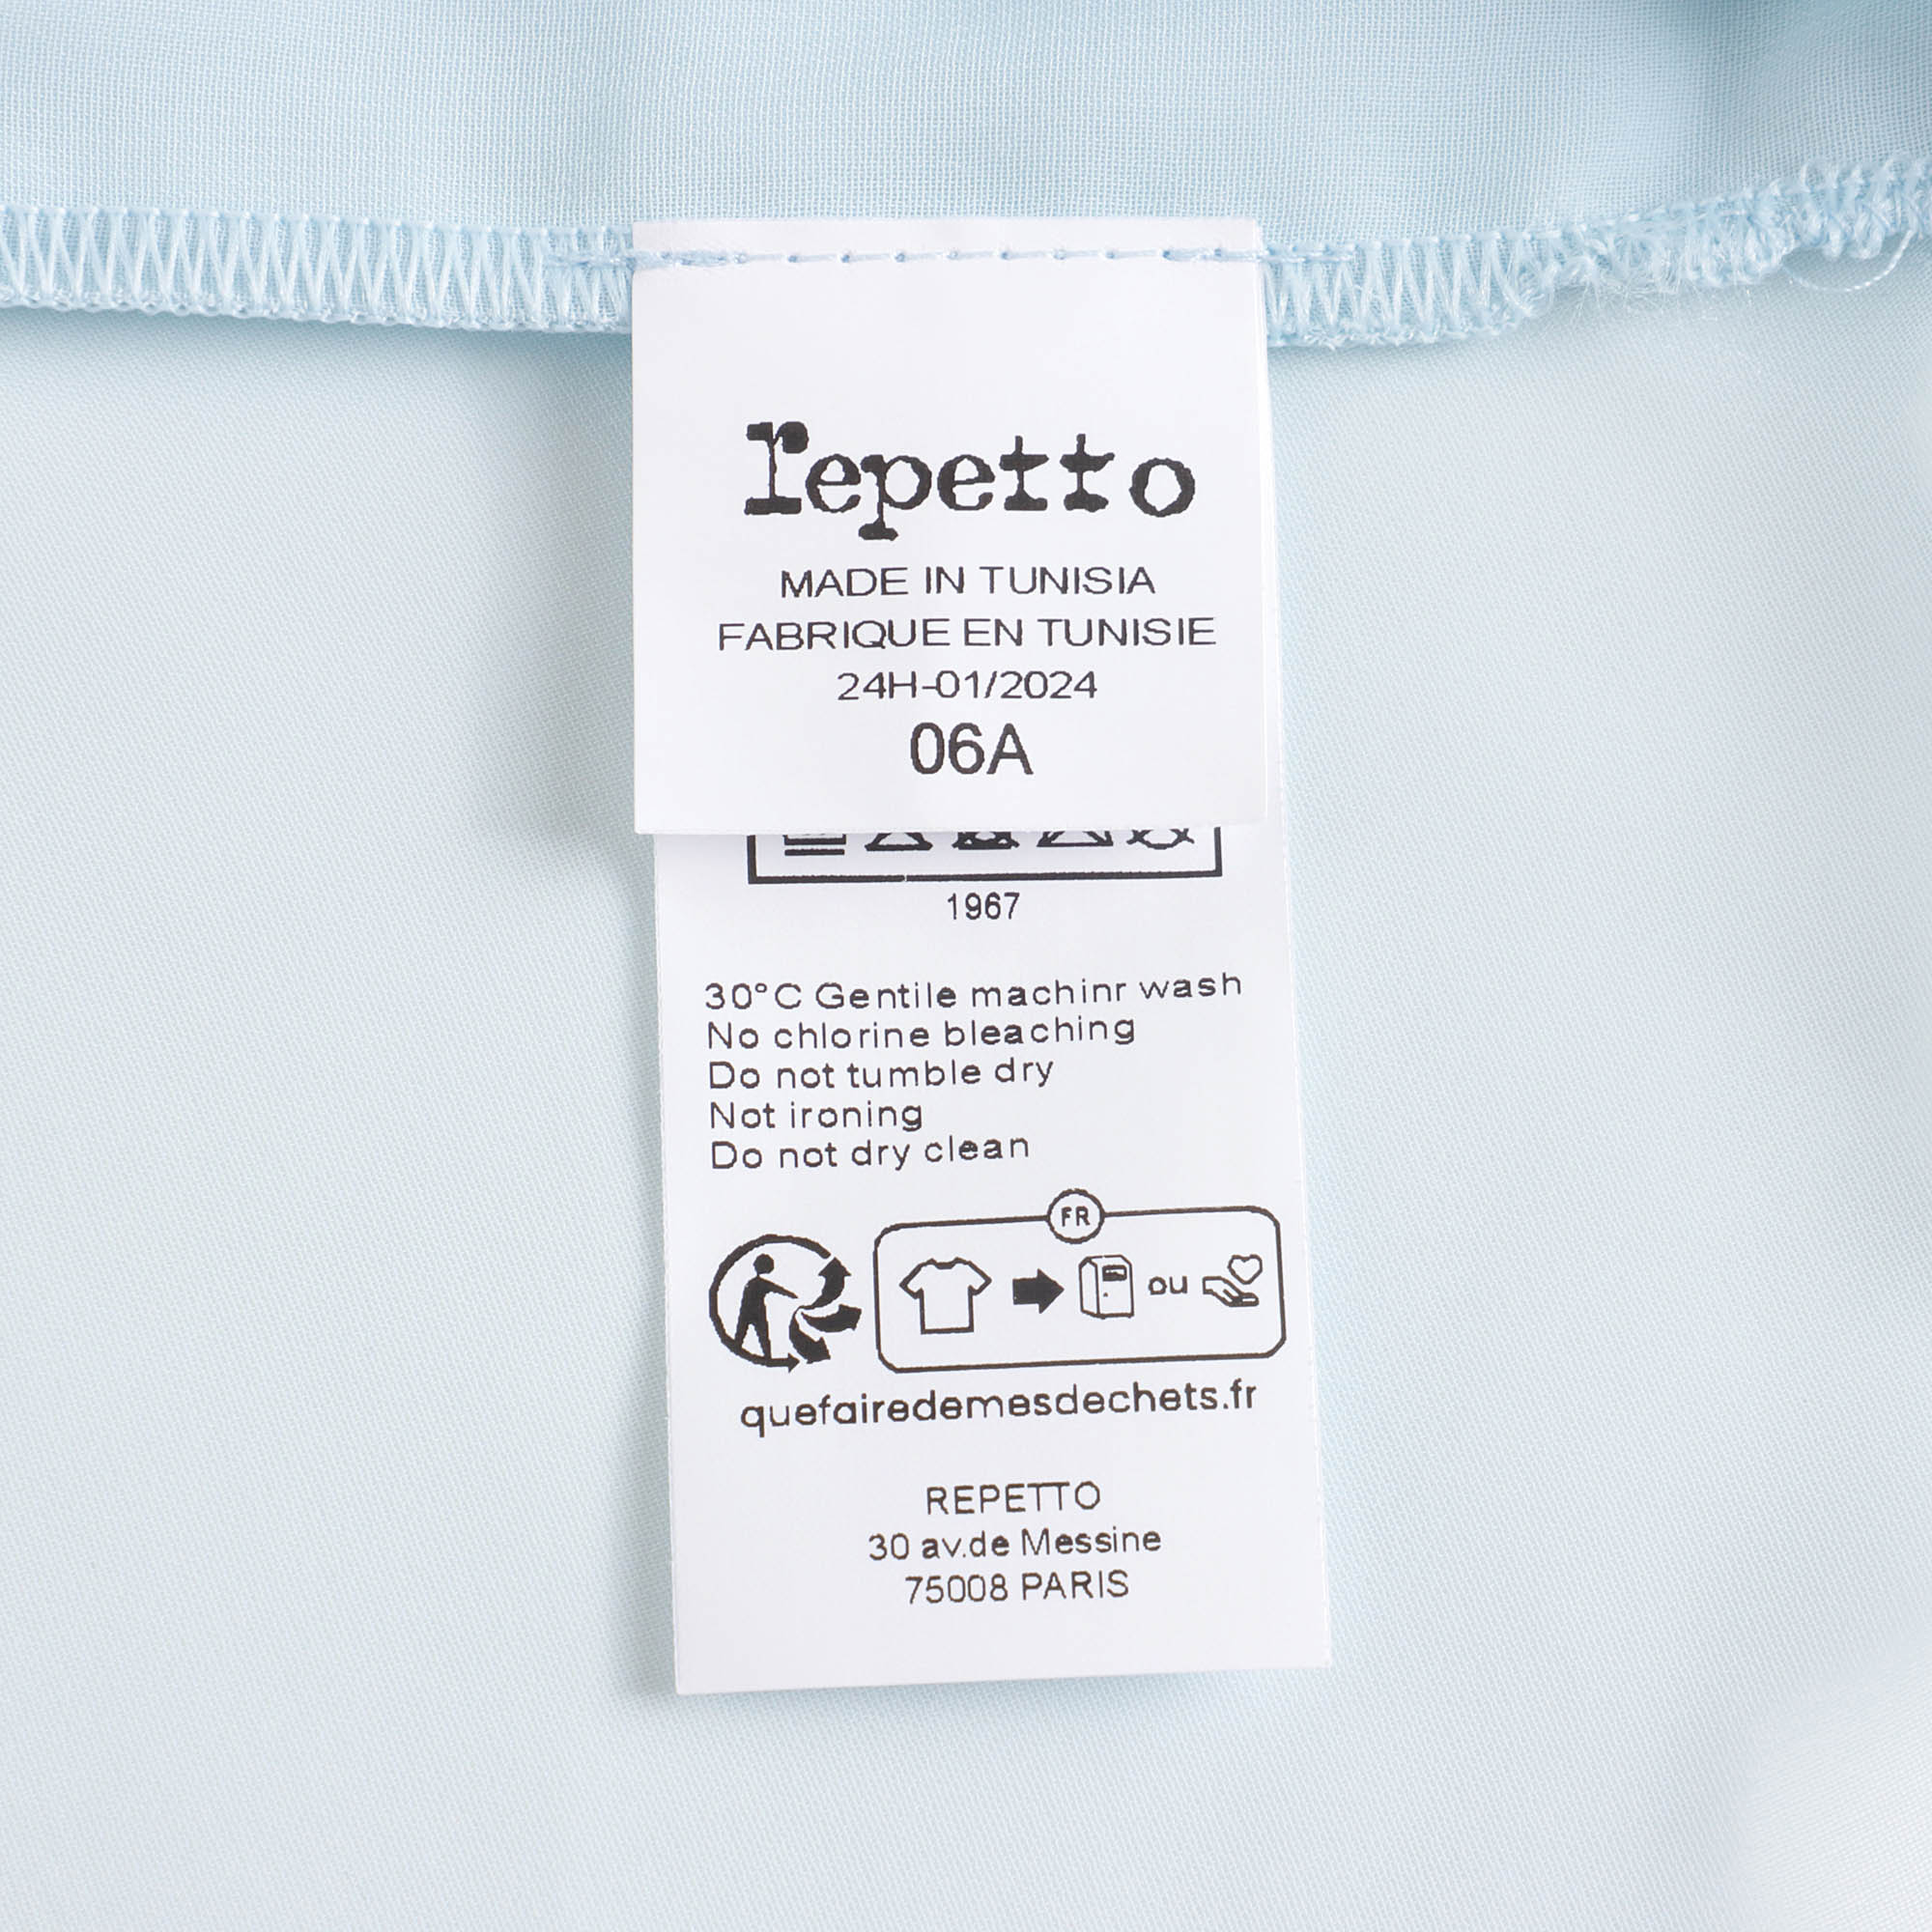 repetto
MADE IN TUNISIA
FABRIQUE EN TUNISIE
24H-01/2024
06A
1967
30°C Gentile machinr wash
No chlorine bleaching
Do not tumble dry
Not ironing
Do not dry clean
FR
ou
quefairedemesdechets.fr
REPETTO
30 av.de Messine
75008 PARIS